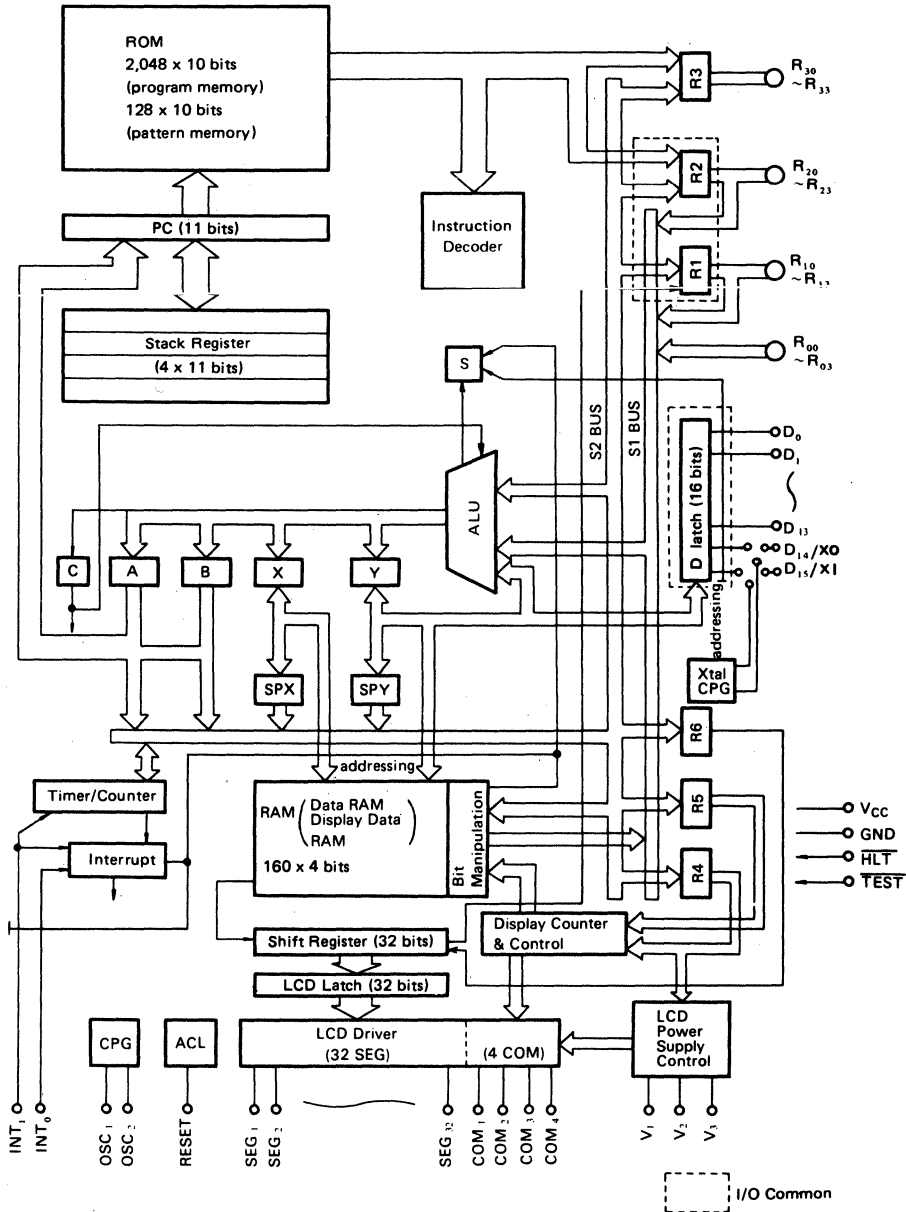 ROM
2,048 x 10 bits
(program memory)
128 x 10 bits
(pattern memory)
PC (11 bits)
Stack Register
(4 x 11 bits)
Instruction
Decoder
R3
R30
~R33
R2
R20
~R23
R1
R10
~R13
R00
~R03
S
S2 BUS
S1 BUS
ALU
D latch (16 bits)
D0
D1
D13
D14/XO
D15/XI
addressing
Xtal
CPG
C
A
B
X
Y
SPX
SPY
addressing
Timer/Counter
Interrupt
RAM
Data RAM
Display Data
RAM
160 x 4 bits
Bit
Manipulation
R6
R5
R4
VCC
GND
HLT
TEST
Shift Register (32 bits)
LCD Latch (32 bits)
Display Counter
& Control
CPG
ACL
LCD Driver
(32 SEG)
(4 COM)
LCD
Power
Supply
Control
INT1
INT0
OSC1
OSC2
RESET
SEG1
SEG2
SEG32
COM1
COM2
COM3
COM4
V1
V2
V3
I/O Common